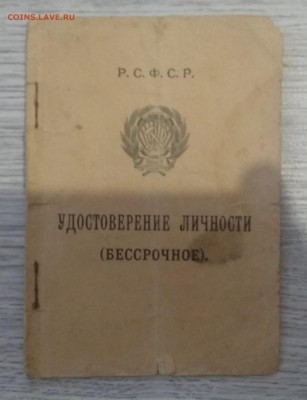 COINS.LAVE.RU
Р. С. Ф. С. Р.
УДОСТОВЕРЕНИЕ ЛИЧНОСТИ
(БЕССРОЧНОЕ).